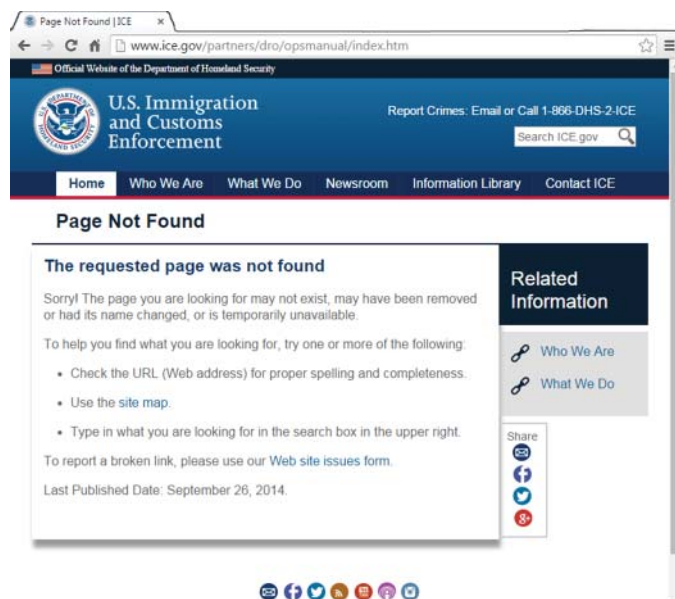 Page Not Found | ICE
www.ice.gov/partners/dro/opsmanual/index.htm
Official Website of the Department of Homeland Security
U.S. Immigration
and Customs
Enforcement
Report Crimes: Email or Call 1-866-DHS-2-ICE
Search ICE.gov
Home Who We Are What We Do Newsroom Information Library Contact ICE
Page Not Found
The requested page was not found
Sorry! The page you are looking for may not exist, may have been removed
or had its name changed, or is temporarily unavailable.
To help you find what you are looking for, try one or more of the following:
• Check the URL (Web address) for proper spelling and completeness.
• Use the site map.
• Type in what you are looking for in the search box in the upper right.
To report a broken link, please use our Web site issues form.
Last Published Date: September 26, 2014.
Related
Information
Who We Are
What We Do
Share